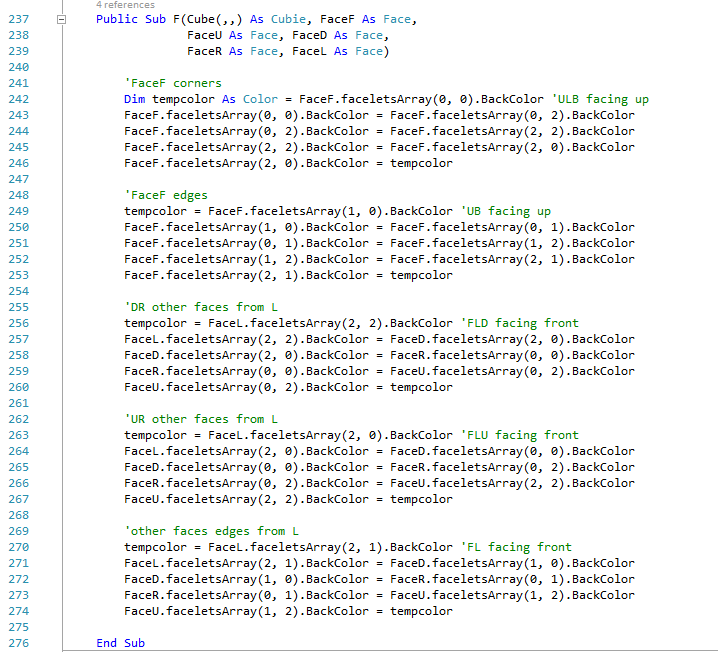 4 references
237 Public Sub F(Cube(,,) As Cubie, FaceF As Face,
238 FaceU As Face, FaceD As Face,
239 FaceR As Face, FaceL As Face)
240
241 'FaceF corners
242 Dim tempcolor As Color = FaceF.faceletsArray(0, 0).BackColor 'ULB facing up
243 FaceF.faceletsArray(0, 0).BackColor = FaceF.faceletsArray(0, 2).BackColor
244 FaceF.faceletsArray(0, 2).BackColor = FaceF.faceletsArray(2, 2).BackColor
245 FaceF.faceletsArray(2, 2).BackColor = FaceF.faceletsArray(2, 0).BackColor
246 FaceF.faceletsArray(2, 0).BackColor = tempcolor
247
248 'FaceF edges
249 tempcolor = FaceF.faceletsArray(1, 0).BackColor 'UB facing up
250 FaceF.faceletsArray(1, 0).BackColor = FaceF.faceletsArray(0, 1).BackColor
251 FaceF.faceletsArray(0, 1).BackColor = FaceF.faceletsArray(1, 2).BackColor
252 FaceF.faceletsArray(1, 2).BackColor = FaceF.faceletsArray(2, 1).BackColor
253 FaceF.faceletsArray(2, 1).BackColor = tempcolor
254
255 'DR other faces from L
256 tempcolor = FaceL.faceletsArray(2, 2).BackColor 'FLD facing front
257 FaceL.faceletsArray(2, 2).BackColor = FaceD.faceletsArray(2, 0).BackColor
258 FaceD.faceletsArray(2, 0).BackColor = FaceR.faceletsArray(0, 0).BackColor
259 FaceR.faceletsArray(0, 0).BackColor = FaceU.faceletsArray(0, 2).BackColor
260 FaceU.faceletsArray(0, 2).BackColor = tempcolor
261
262 'UR other faces from L
263 tempcolor = FaceL.faceletsArray(2, 0).BackColor 'FLU facing front
264 FaceL.faceletsArray(2, 0).BackColor = FaceD.faceletsArray(0, 0).BackColor
265 FaceD.faceletsArray(0, 0).BackColor = FaceR.faceletsArray(0, 2).BackColor
266 FaceR.faceletsArray(0, 2).BackColor = FaceU.faceletsArray(2, 2).BackColor
267 FaceU.faceletsArray(2, 2).BackColor = tempcolor
268
269 'other faces edges from L
270 tempcolor = FaceL.faceletsArray(2, 1).BackColor 'FL facing front
271 FaceL.faceletsArray(2, 1).BackColor = FaceD.faceletsArray(1, 0).BackColor
272 FaceD.faceletsArray(1, 0).BackColor = FaceR.faceletsArray(0, 1).BackColor
273 FaceR.faceletsArray(0, 1).BackColor = FaceU.faceletsArray(1, 2).BackColor
274 FaceU.faceletsArray(1, 2).BackColor = tempcolor
275
276 End Sub